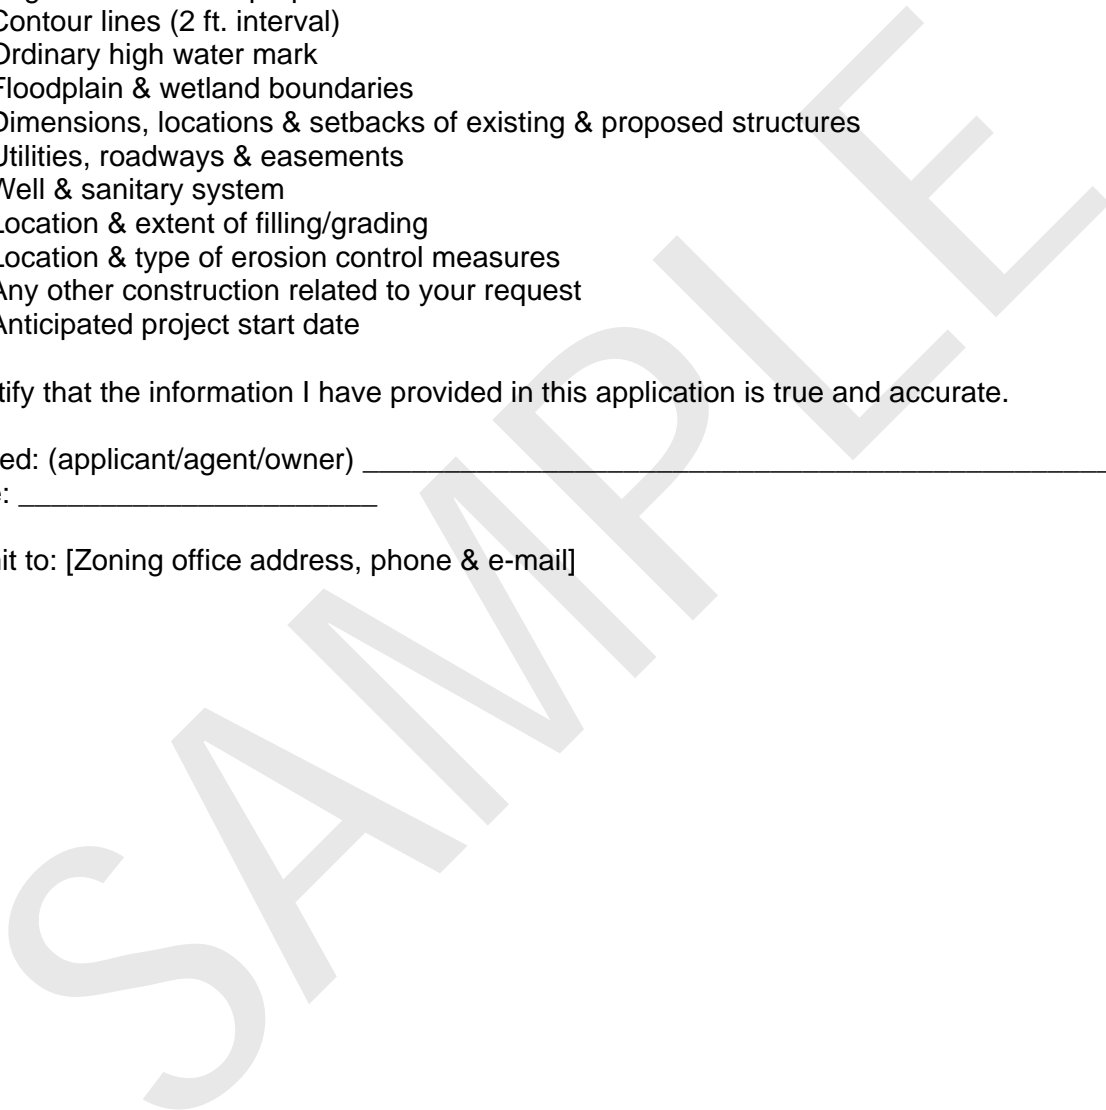 Contour lines (2 ft. interval)
Ordinary high water mark
Floodplain & wetland boundaries
Dimensions, locations & setbacks of existing & proposed structures
Utilities, roadways & easements
Well & sanitary system
Location & extent of filling/grading
Location & type of erosion control measures
Any other construction related to your request
Anticipated project start date
tify that the information I have provided in this application is true and accurate.
ed: (applicant/agent/owner) ________________________________________________
: _______________________
it to: [Zoning office address, phone & e-mail]
SAMPLE